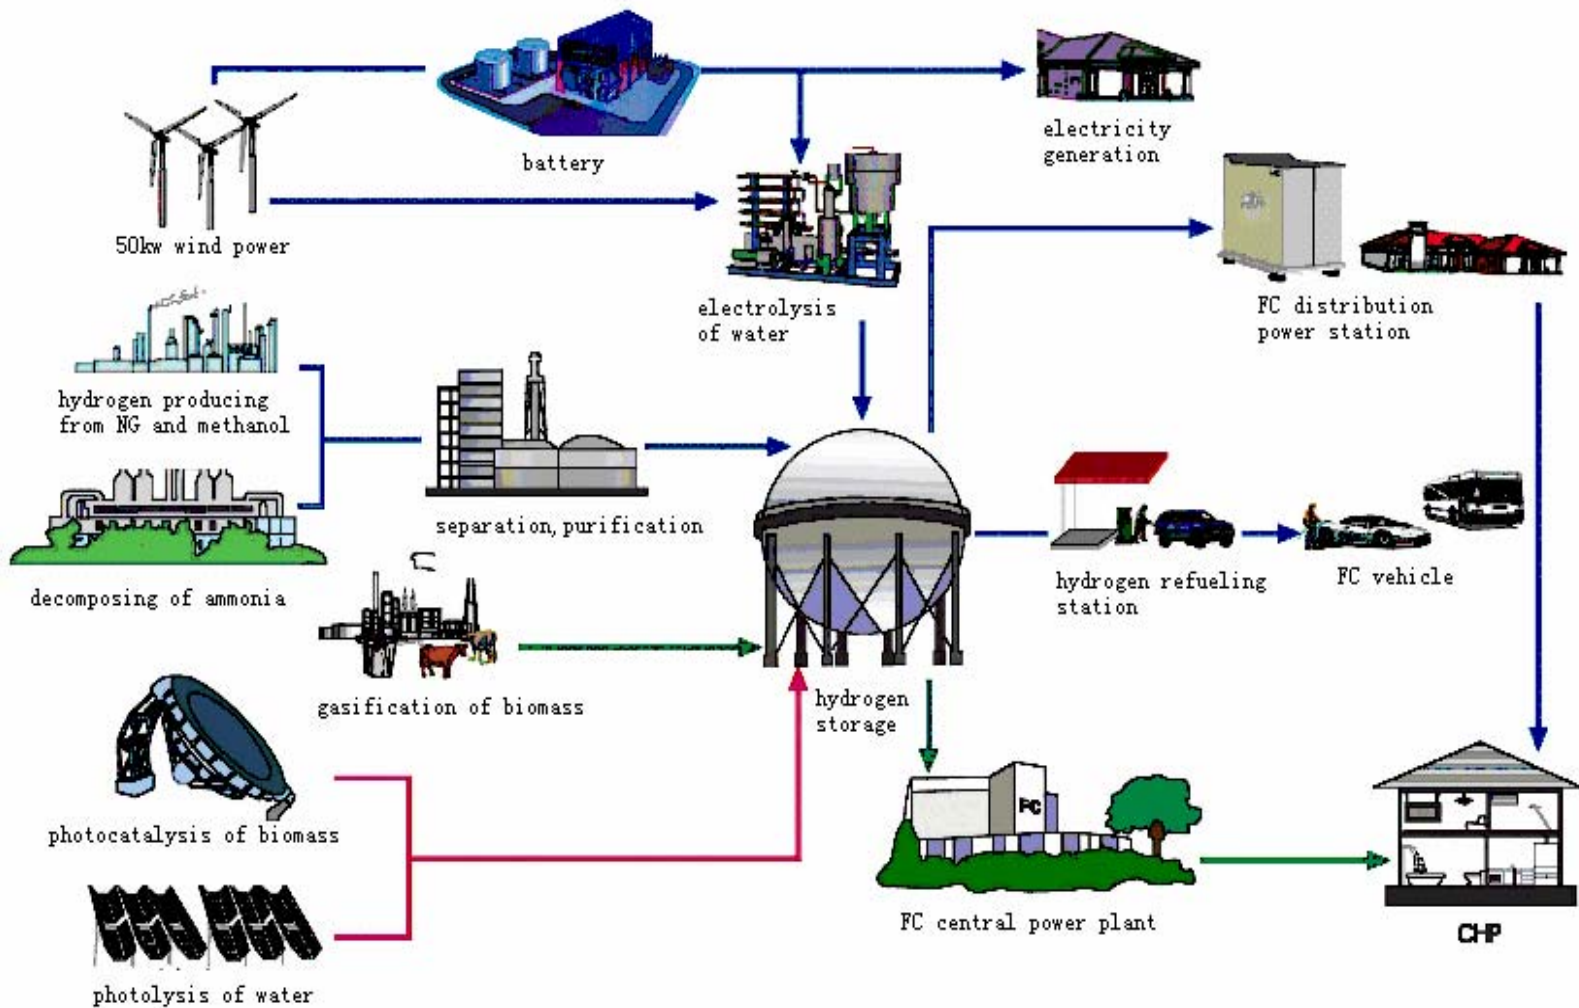 battery
electricity
generation
50kw wind power
electrolysis
of water
FC distribution
power station
hydrogen producing
from NG and methanol
separation, purification
decomposing of ammonia
hydrogen refueling
station
FC vehicle
gasification of biomass
hydrogen
storage
photocatalysis of biomass
FC
FC central power plant
CHP
photolysis of water